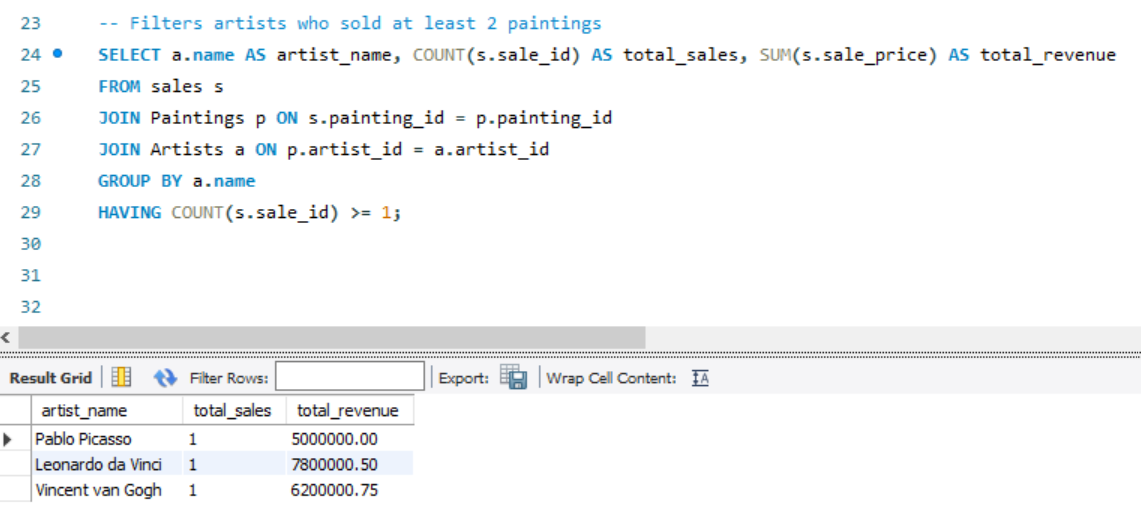 23 -- Filters artists who sold at least 2 paintings
24 SELECT a.name AS artist_name, COUNT(s.sale_id) AS total_sales, SUM(s.sale_price) AS total_revenue
25 FROM sales s
26 JOIN Paintings p ON s.painting_id = p.painting_id
27 JOIN Artists a ON p.artist_id = a.artist_id
28 GROUP BY a.name
29 HAVING COUNT(s.sale_id) >= 1;
30
31
32
Result Grid Filter Rows: Export: Wrap Cell Content: IA
artist_name total_sales total_revenue
Pablo Picasso 1 5000000.00
Leonardo da Vinci 1 7800000.50
Vincent van Gogh 1 6200000.75